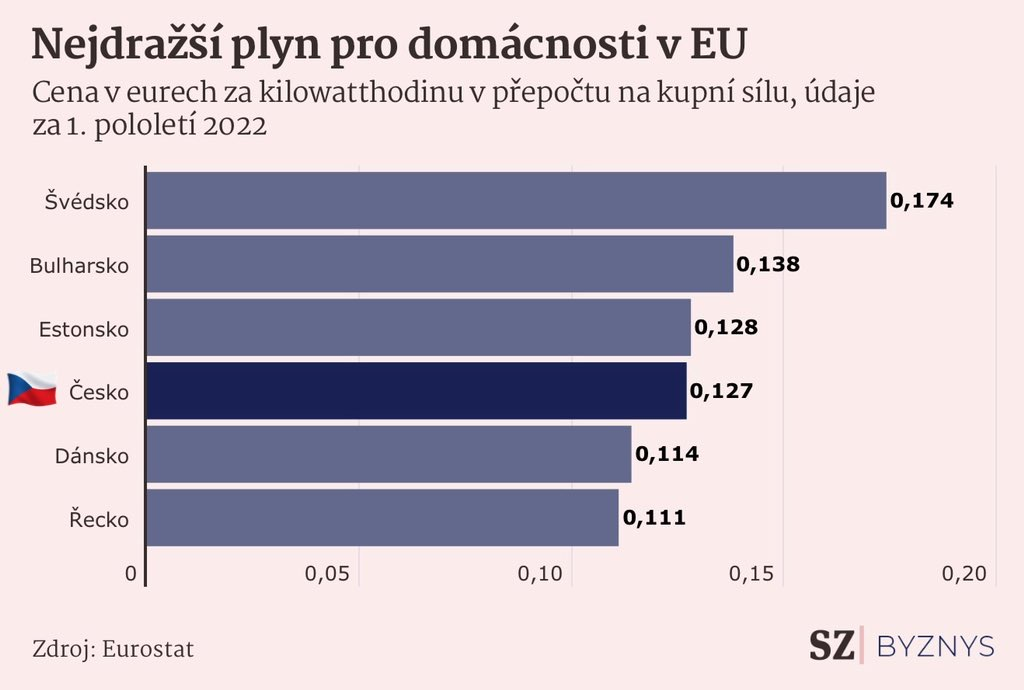 Nejdražší plyn pro domácnosti v EU
Cena v eurech za kilowatthodinu v přepočtu na kupní sílu, údaje
za 1. pololetí 2022
Švédsko 0,174
Bulharsko 0,138
Estonsko 0,128
Česko 0,127
Dánsko 0,114
Řecko 0,111
0 0,05 0,10 0,15 0,20
Zdroj: Eurostat
SZ BYZNYS